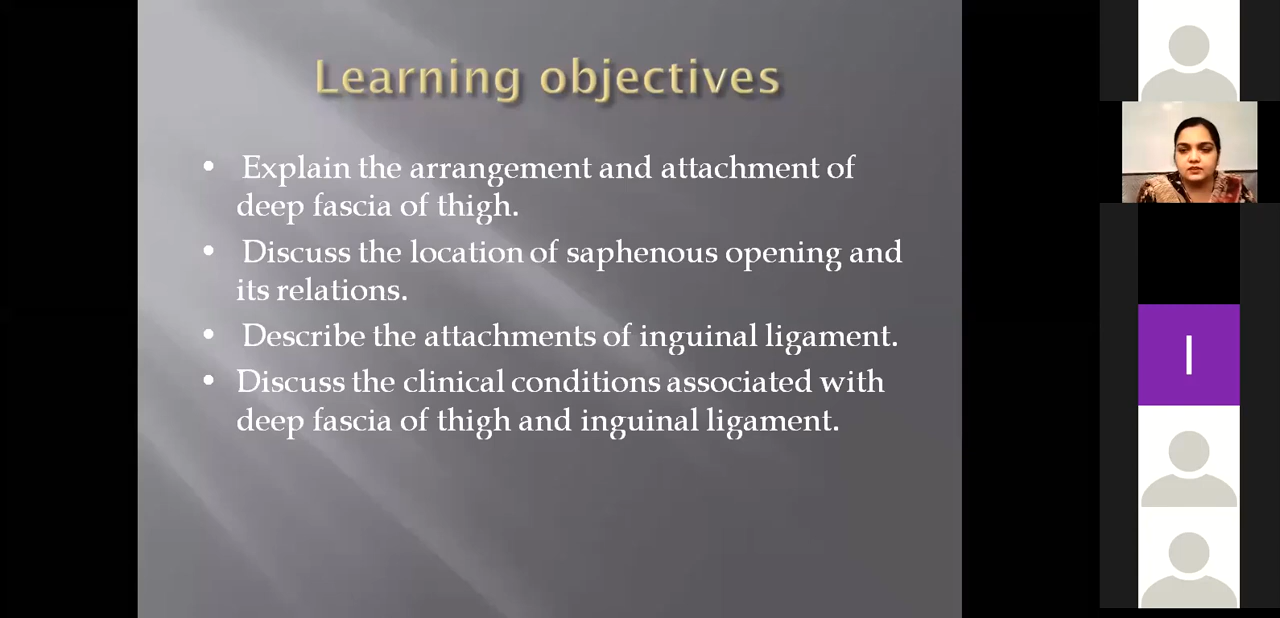 Learning objectives
• Explain the arrangement and attachment of
deep fascia of thigh.
• Discuss the location of saphenous opening and
its relations.
• Describe the attachments of inguinal ligament.
• Discuss the clinical conditions associated with
deep fascia of thigh and inguinal ligament.
I